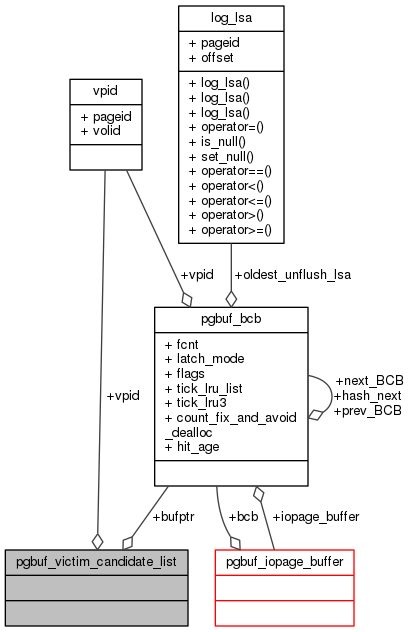 log_lsa
+ pageid
+ offset
+ log_lsa()
+ log_lsa()
+ log_lsa()
+ operator=()
+ is_null()
+ set_null()
+ operator==()
+ operator<()
+ operator<=()
+ operator>()
+ operator>=()
vpid
+ pageid
+ volid
+vpid
+oldest_unflush_lsa
pgbuf_bcb
+ fcnt
+ latch_mode
+ flags
+ tick_lru_list
+ tick_lru3
+ count_fix_and_avoid
_dealloc
+ hit_age
+next_BCB
+hash_next
+prev_BCB
+vpid
+bufptr
+bcb
+iopage_buffer
pgbuf_victim_candidate_list
pgbuf_iopage_buffer